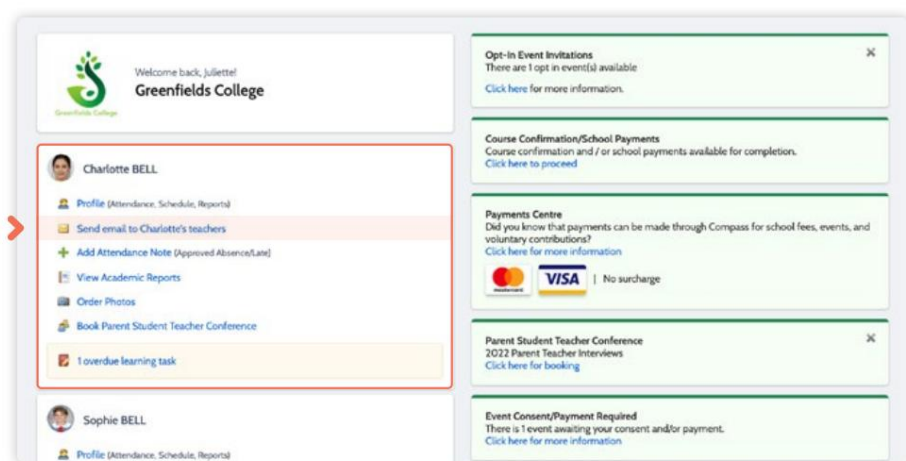 Welcome back, Juliette!
Greenfields College
Greenfields College
Charlotte BELL
Profile (Attendance, Schedule, Reports)
Send email to Charlotte's teachers
Add Attendance Note (Approved Absence/Late)
View Academic Reports
Order Photos
Book Parent Student Teacher Conference
1 overdue learning task
Sophie BELL
Profile (Attendance, Schedule, Reports)
Opt-In Event Invitations
There are 1 opt in event(s) available
Click here for more information.
Course Confirmation/School Payments
Course confirmation and / or school payments available for completion.
Click here to proceed
Payments Centre
Did you know that payments can be made through Compass for school fees, events, and
voluntary contributions?
Click here for more information
mastercard VISA | No surcharge
Parent Student Teacher Conference
2022 Parent Teacher Interviews
Click here for booking
Event Consent/Payment Required
There is 1 event awaiting your consent and/or payment.
Click here for more information